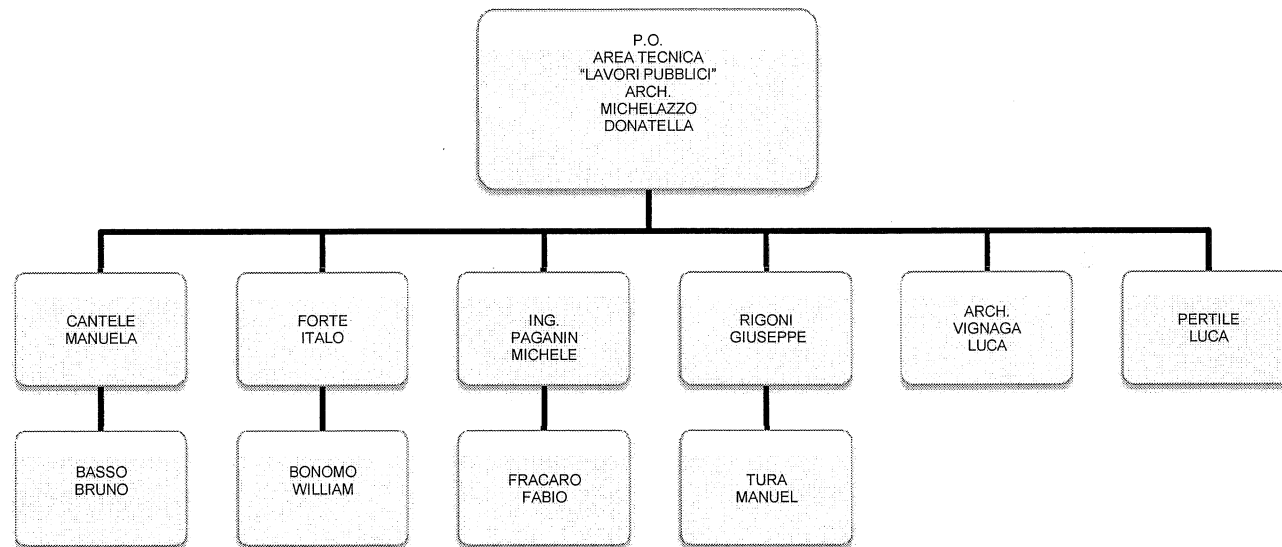 P.O.
AREA TECNICA
"LAVORI PUBBLICI"
ARCH.
MICHELAZZO
DONATELLA
CANTELE
MANUELA
FORTE
ITALO
ING.
PAGANIN
MICHELE
RIGONI
GIUSEPPE
ARCH.
VIGNAGA
LUCA
PERTILE
LUCA
BASSO
BRUNO
BONOMO
WILLIAM
FRACARO
FABIO
TURA
MANUEL